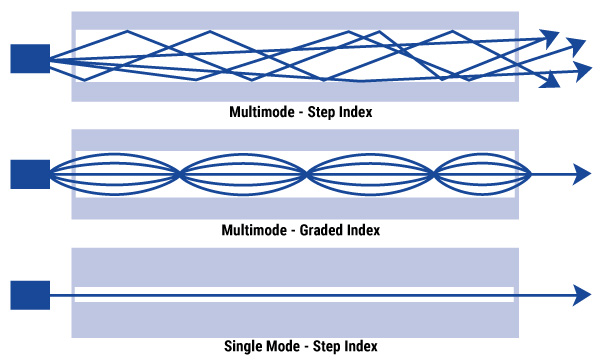 Multimode - Step Index
Multimode - Graded Index
Single Mode - Step Index